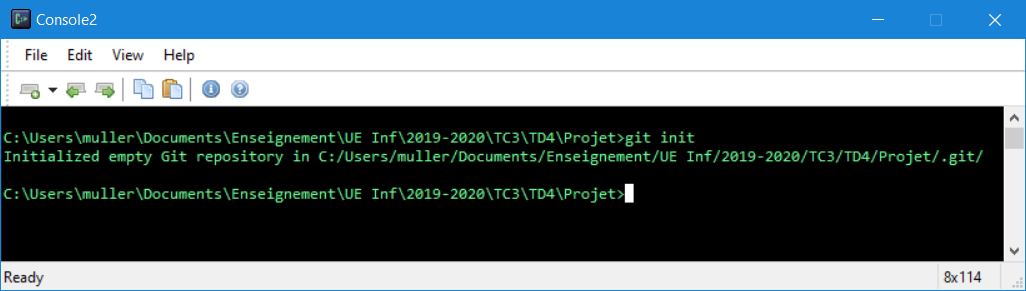 Console2
File Edit View Help
C:\Users\muller\Documents\Enseignement\UE Inf\2019-2020\TC3\TD4\Projet>git init
Initialized empty Git repository in C:/Users/muller/Documents/Enseignement/UE Inf/2019-2020/TC3/TD4/Projet/.git/
C:\Users\muller\Documents\Enseignement\UE Inf\2019-2020\TC3\TD4\Projet>
Ready 8x114